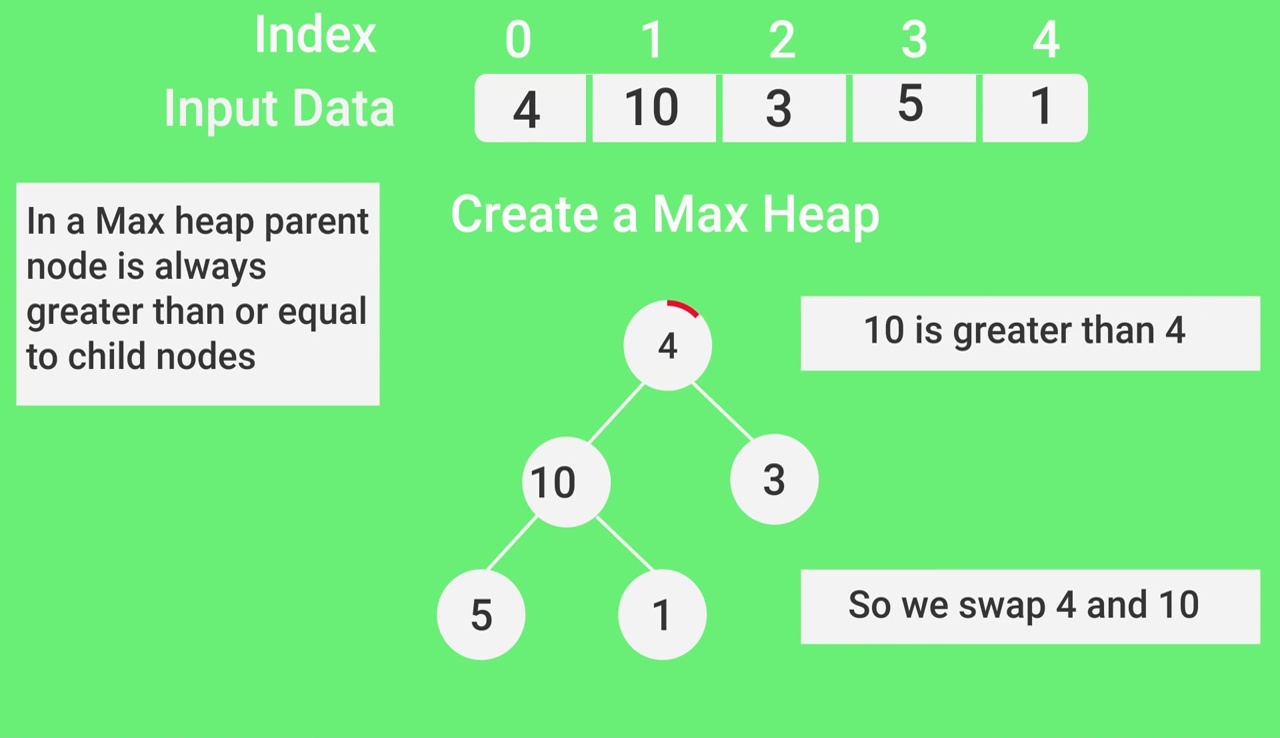 Index 0 1 2 3 4
Input Data 4 10 3 5 1
In a Max heap parent
node is always
greater than or equal
to child nodes
Create a Max Heap
4
10 is greater than 4
10 3
5 1
So we swap 4 and 10